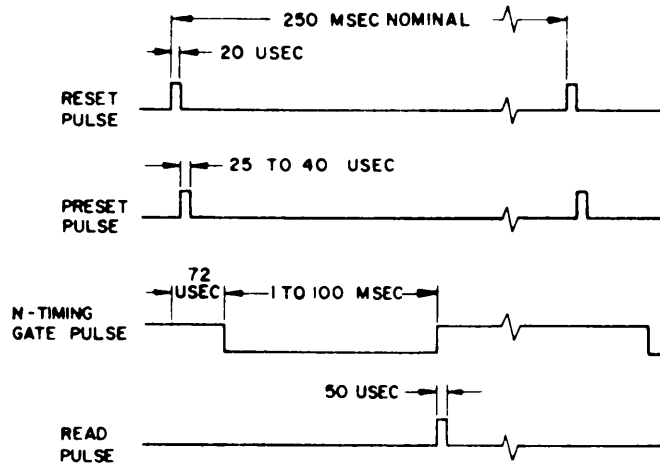 250 MSEC NOMINAL
20 USEC
RESET
PULSE
25 TO 40 USEC
PRESET
PULSE
72
USEC
1 TO 100 MSEC
N-TIMING
GATE PULSE
50 USEC
READ
PULSE